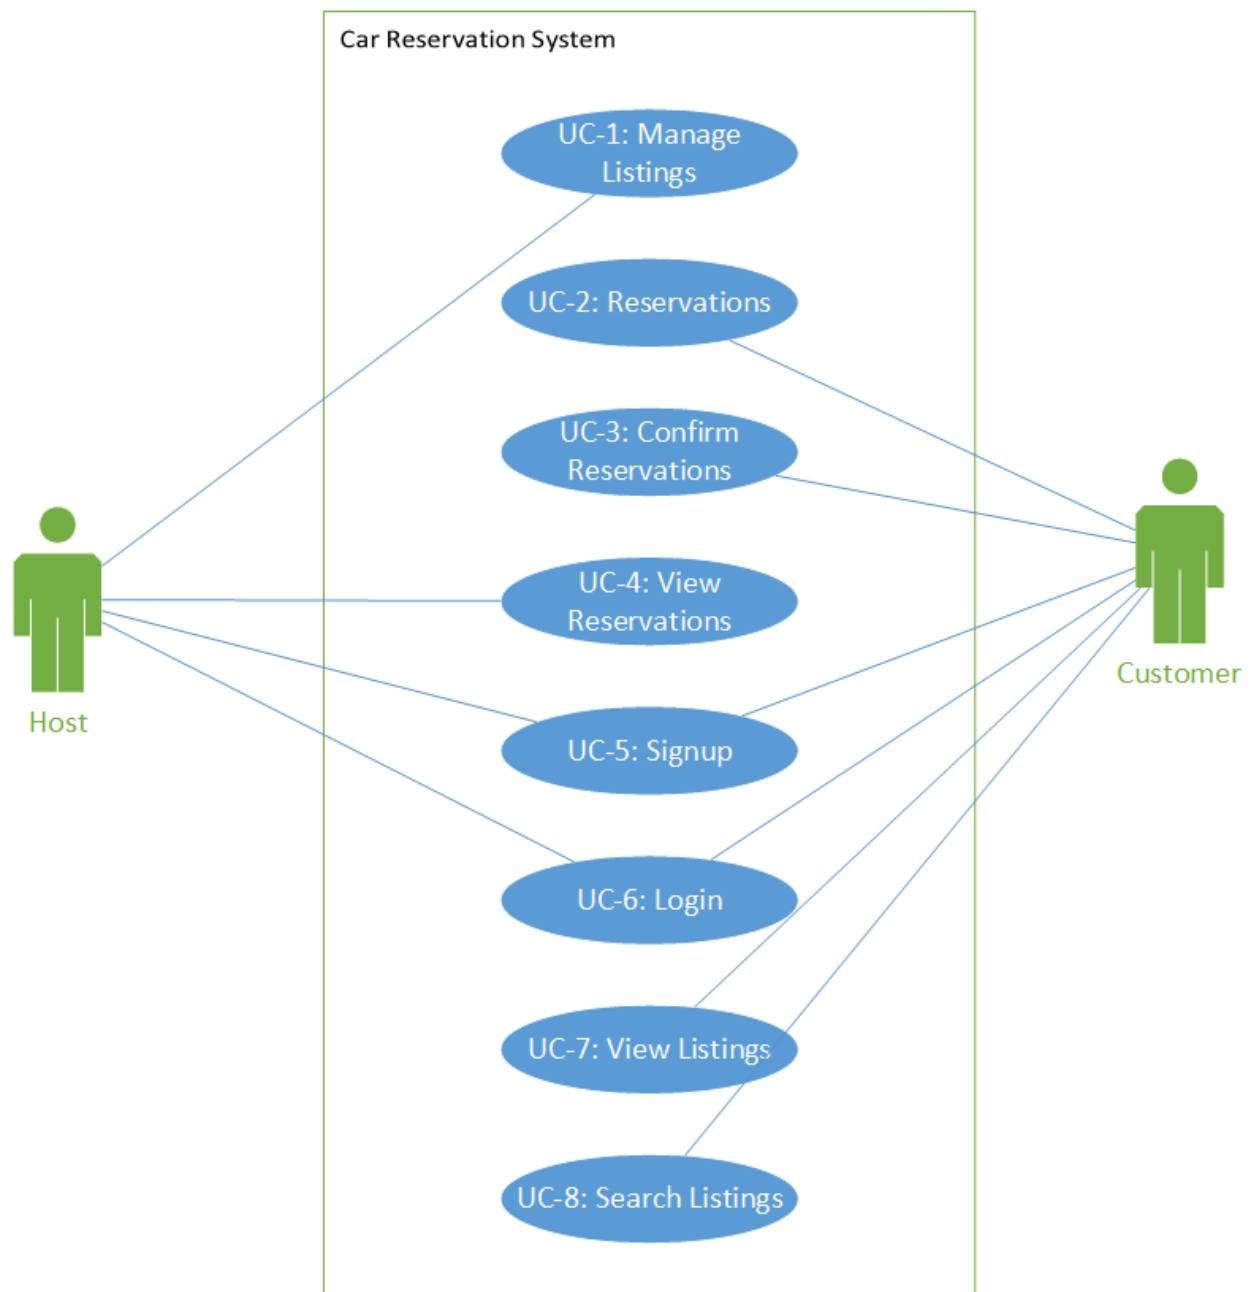 Car Reservation System
UC-1: Manage
Listings
UC-2: Reservations
UC-3: Confirm
Reservations
UC-4: View
Reservations
Customer
Host
UC-5: Signup
UC-6: Login
UC-7: View Listings
UC-8: Search Listings